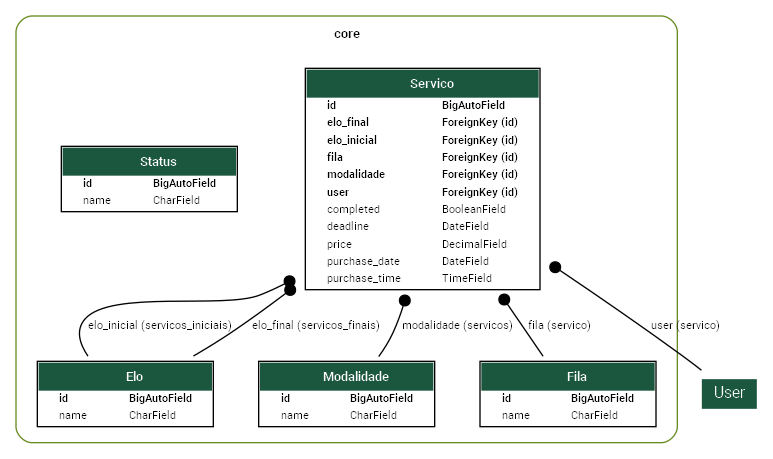 core
Servico
id BigAutoField
elo_final ForeignKey (id)
elo_inicial ForeignKey (id)
fila ForeignKey (id)
modalidade ForeignKey (id)
user ForeignKey (id)
completed BooleanField
deadline DateField
price DecimalField
purchase_date DateField
purchase_time TimeField
Status
id BigAutoField
name CharField
elo_inicial (servicos_iniciais)
elo_final (servicos_finais)
modalidade (servicos)
fila (servico)
user (servico)
Elo
id BigAutoField
name CharField
Modalidade
id BigAutoField
name CharField
Fila
id BigAutoField
name CharField
User